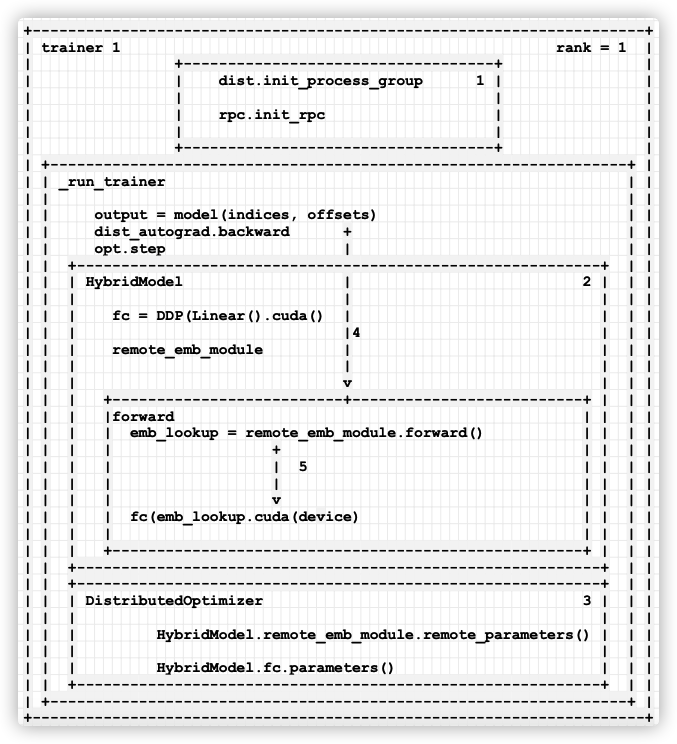 trainer 1 rank = 1
dist.init_process_group 1
rpc.init_rpc
_run_trainer
output = model(indices, offsets)
dist_autograd.backward
opt.step
HybridModel 2
fc = DDP(Linear().cuda()
4
remote_emb_module
forward
emb_lookup = remote_emb_module.forward()
5
fc(emb_lookup.cuda(device)
DistributedOptimizer 3
HybridModel.remote_emb_module.remote_parameters()
HybridModel.fc.parameters()